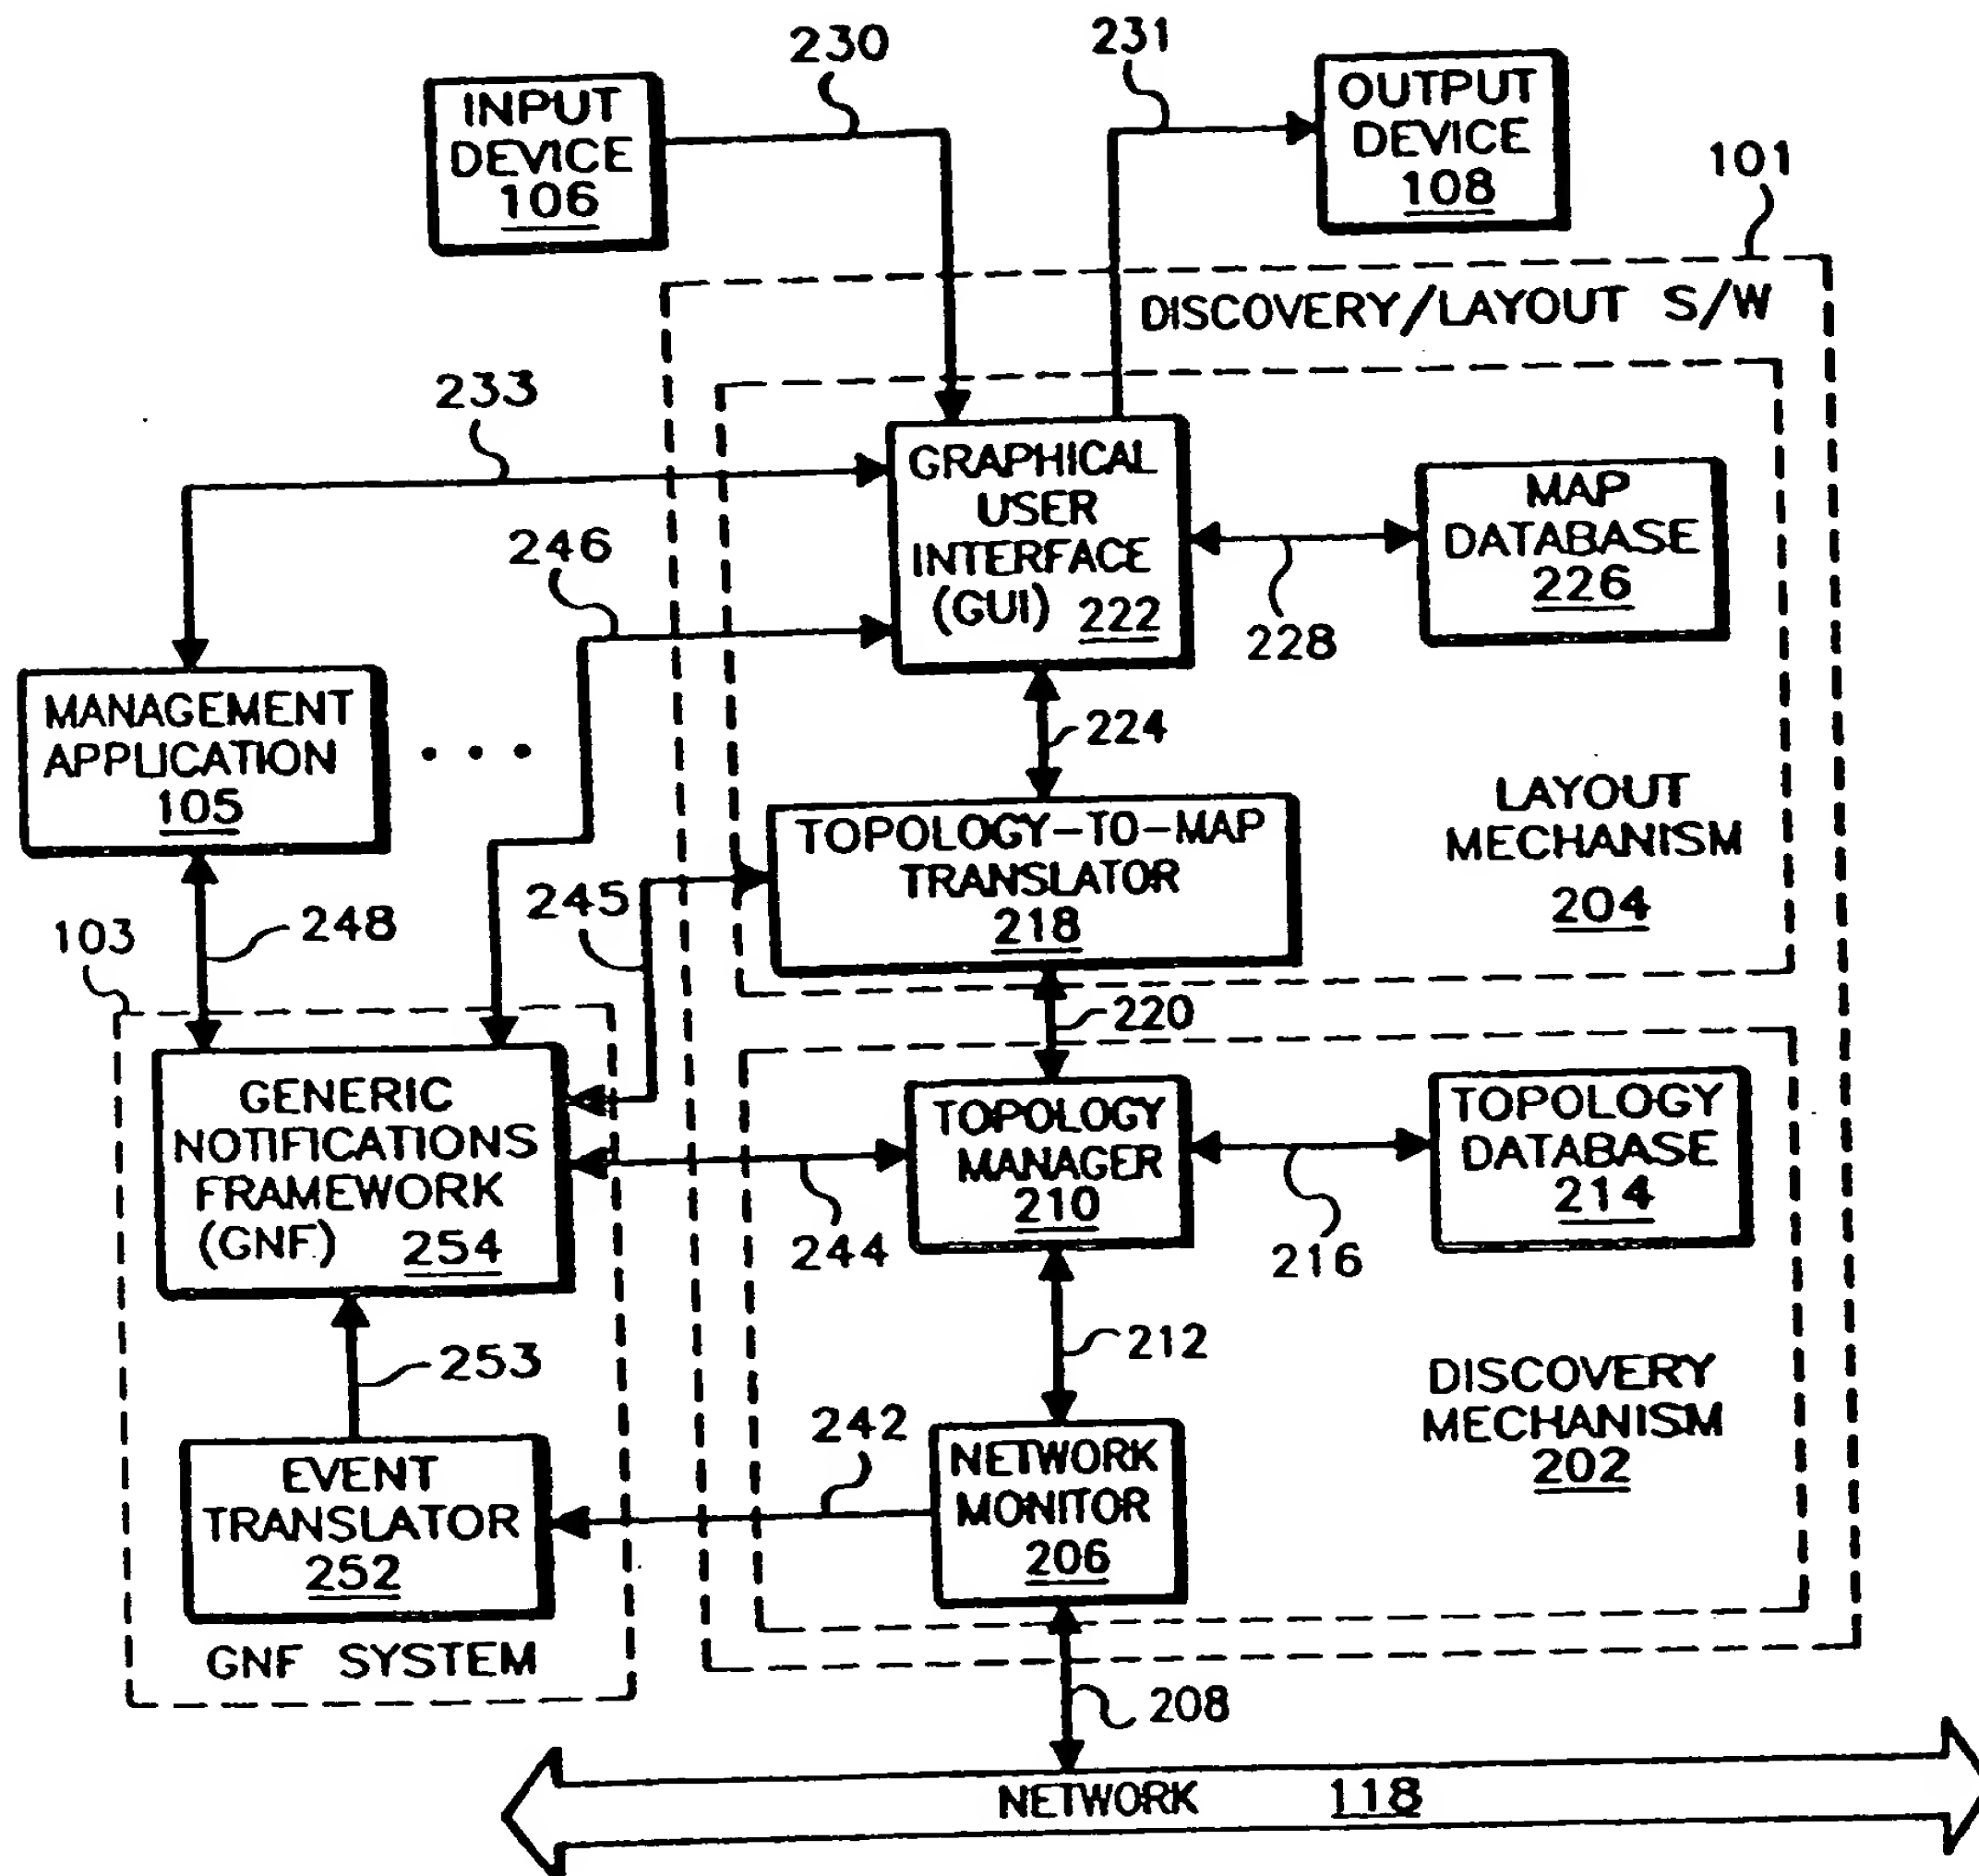 230
231
INPUT
DEVICE
106
OUTPUT
DEVICE
108
101
DISCOVERY/LAYOUT S/W
233
GRAPHICAL
USER
INTERFACE
(GUI) 222
MAP
DATABASE
226
246
228
MANAGEMENT
APPLICATION
105
• • •
224
LAYOUT
MECHANISM
204
TOPOLOGY-TO-MAP
TRANSLATOR
218
245
248
103
220
GENERIC
NOTIFICATIONS
FRAMEWORK
(GNF) 254
TOPOLOGY
MANAGER
210
TOPOLOGY
DATABASE
214
244
216
212
253
DISCOVERY
MECHANISM
202
242
EVENT
TRANSLATOR
252
NETWORK
MONITOR
206
GNF SYSTEM
208
NETWORK 118